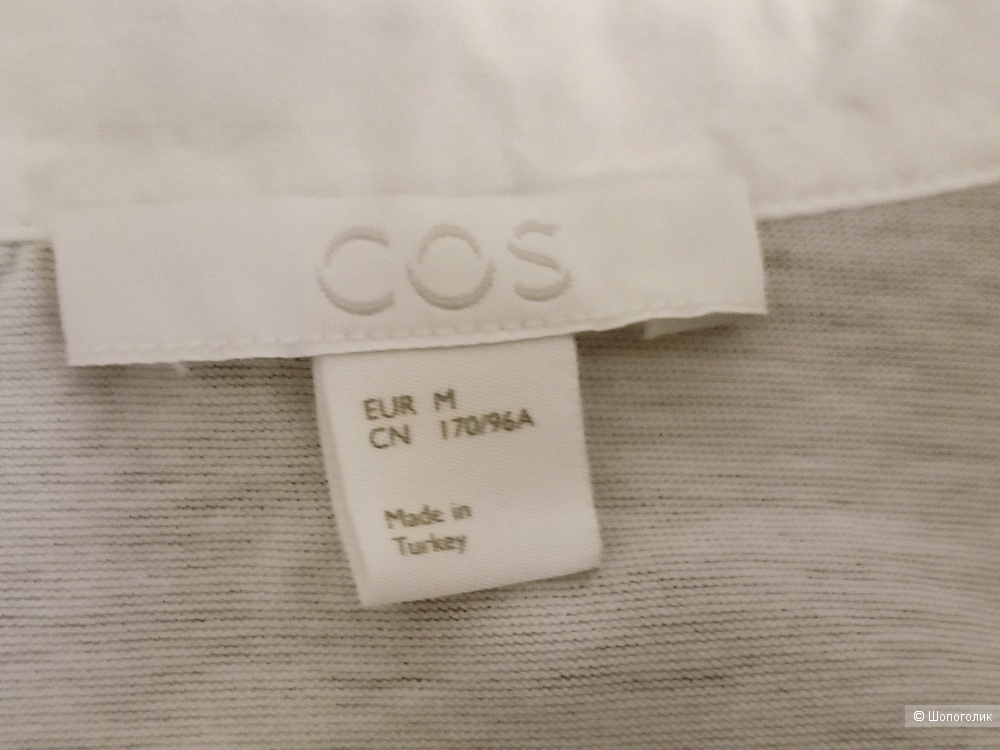 COS
EUR M
CN 170/96A
Made in
Turkey
© Шопоголик